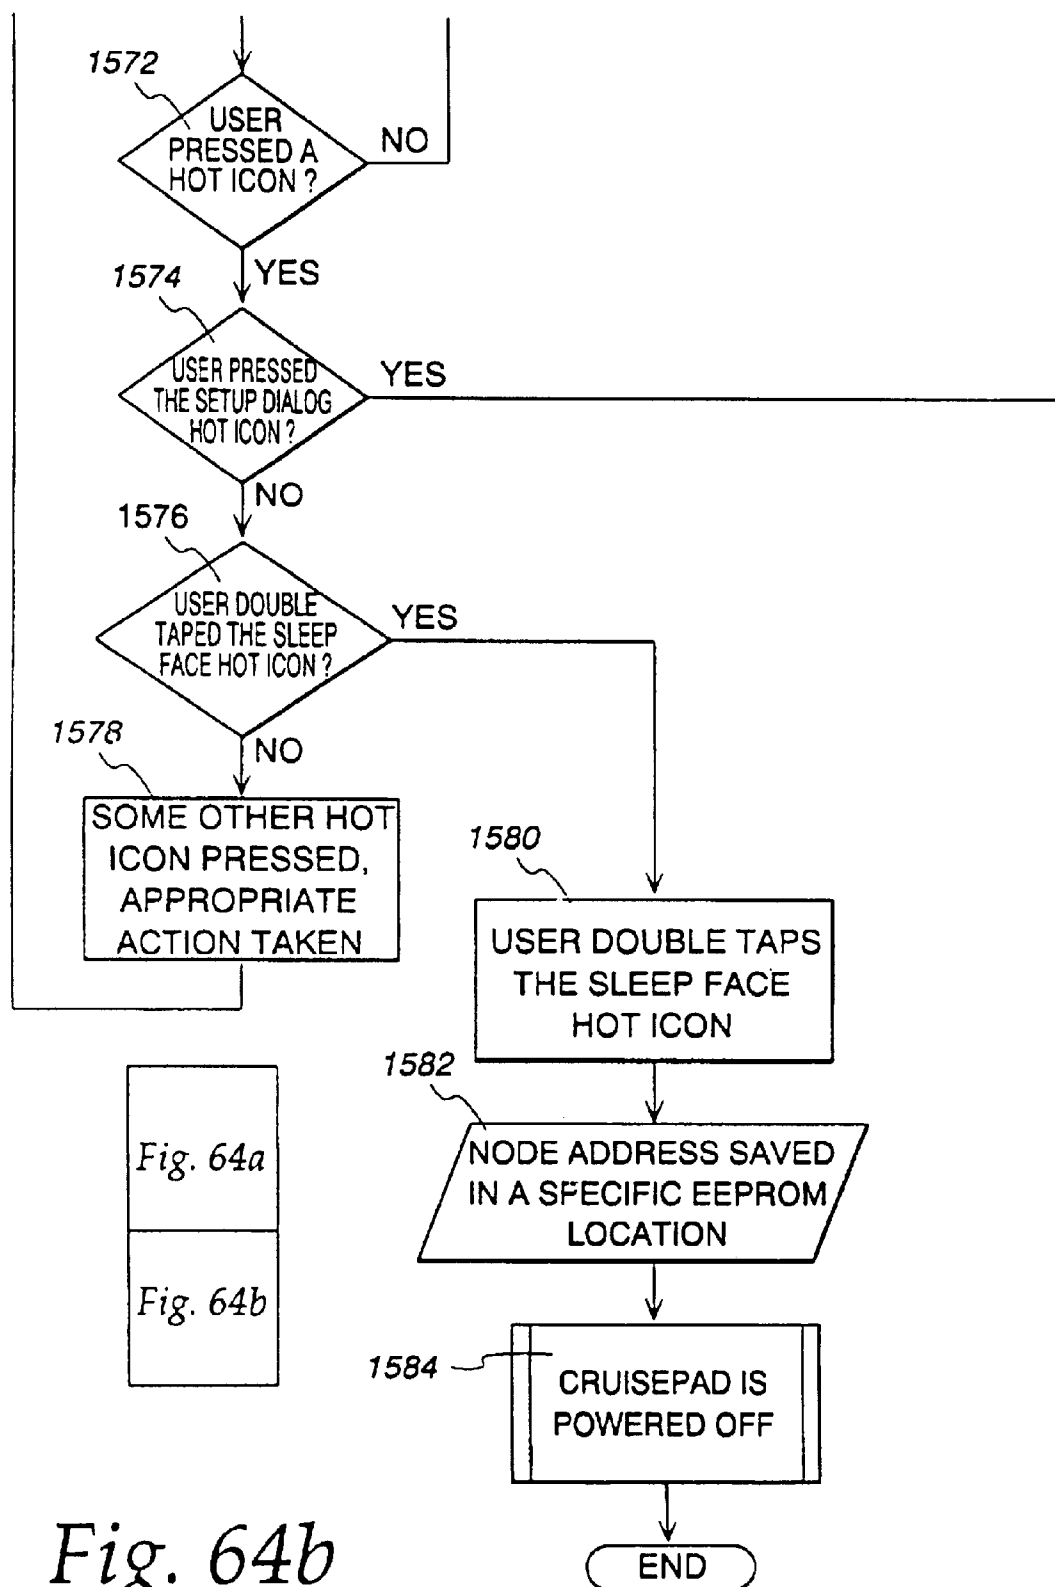 1572
USER
PRESSED A
HOT ICON ?
NO
YES
1574
USER PRESSED
THE SETUP DIALOG
HOT ICON ?
YES
NO
1576
USER DOUBLE
TAPED THE SLEEP
FACE HOT ICON ?
YES
NO
1578
SOME OTHER HOT
ICON PRESSED,
APPROPRIATE
ACTION TAKEN
1580
USER DOUBLE TAPS
THE SLEEP FACE
HOT ICON
1582
NODE ADDRESS SAVED
IN A SPECIFIC EEPROM
LOCATION
Fig. 64a
Fig. 64b
1584
CRUISEPAD IS
POWERED OFF
END
Fig. 64b